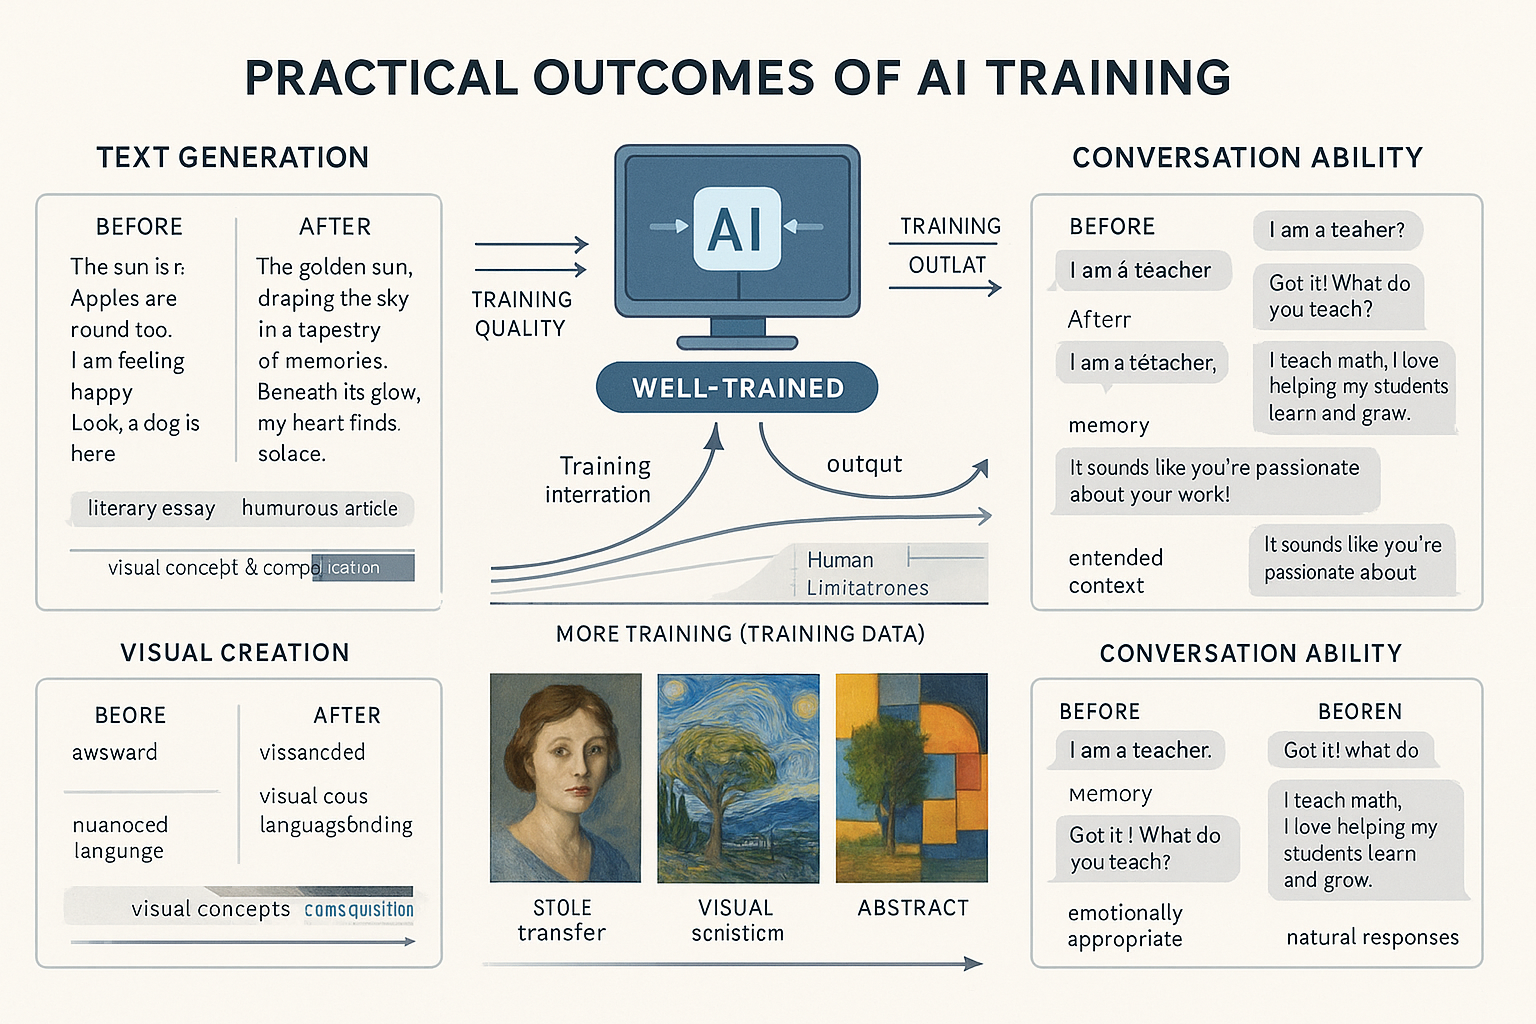 PRACTICAL OUTCOMES OF AI TRAINING
TEXT GENERATION
BEFORE
The sun is r:
Apples are
round too.
I am feeling
happy
Look, a dog is
here
AFTER
The golden sun,
draping the sky
in a tapestry
of memories.
Beneath its glow,
my heart finds.
solace.
literary essay humurous article
visual concept & compo ication
TRAINING
QUALITY
AI
WELL-TRAINED
TRAINING
OUTLAT
Training
interration
outqut
Human
Limitatrones
MORE TRAINING (TRAINING DATA)
CONVERSATION ABILITY
BEFORE
I am á téacher
Afterr
I am a tétacher,
memory
I am a teaher?
Got it! What do
you teach?
I teach math, I love
helping my students
learn and graw.
It sounds like you're passionate
about your work!
entended
context
It sounds like you're
passionate about
VISUAL CREATION
BEORE
awsward
nuanoced
langunge
AFTER
vissancded
visual cous
languagsbnding
visual concepts camsqusition
STOLE
transfer
VISUAL
scnisticm
ABSTRACT
CONVERSATION ABILITY
BEFORE
I am a teacher.
Memory
Got it ! What do
you teach?
emotionally
appropriate
BEOREN
Got it! what do
I teach math,
I love helping my
students learn
and grow.
natural responses